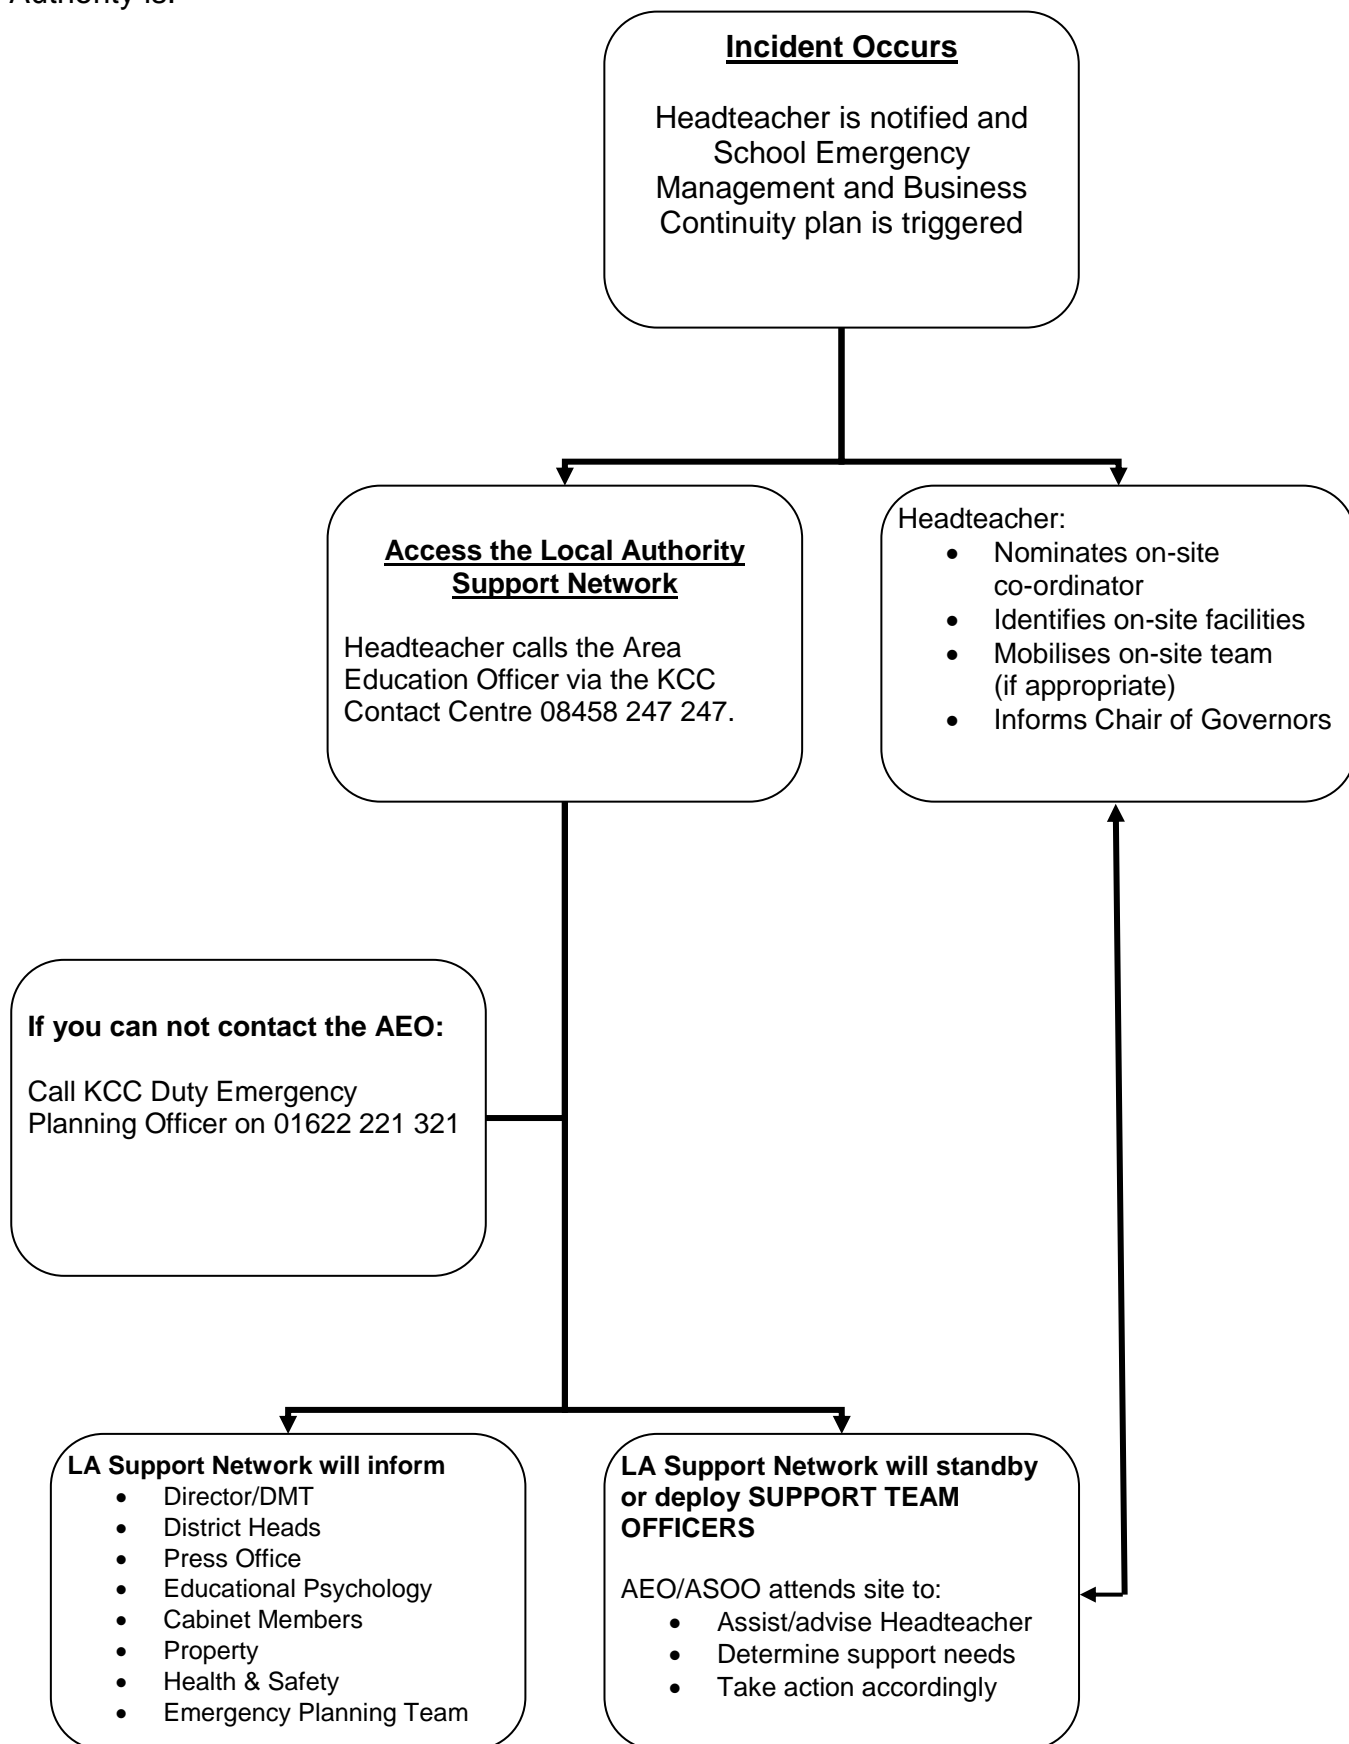 Authority is:
Incident Occurs
Headteacher is notified and
School Emergency
Management and Business
Continuity plan is triggered
Access the Local Authority
Support Network
Headteacher calls the Area
Education Officer via the KCC
Contact Centre 08458 247 247.
Headteacher:
• Nominates on-site
co-ordinator
• Identifies on-site facilities
• Mobilises on-site team
(if appropriate)
• Informs Chair of Governors
If you can not contact the AEO:
Call KCC Duty Emergency
Planning Officer on 01622 221 321
LA Support Network will inform
• Director/DMT
• District Heads
• Press Office
• Educational Psychology
• Cabinet Members
• Property
• Health & Safety
• Emergency Planning Team
LA Support Network will standby
or deploy SUPPORT TEAM
OFFICERS
AEO/ASOO attends site to:
• Assist/advise Headteacher
• Determine support needs
• Take action accordingly